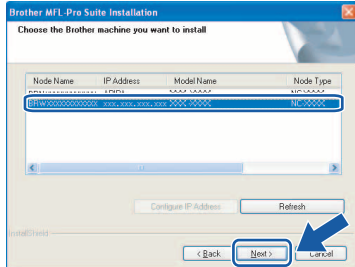 Brother MFL-Pro Suite Installation
Choose the Brother machine you want to install
Node Name IP Address Model Name Node Type
BRWxxxxxxxxxxxx xxx.xxx.xxx.xxx XXX-XXXX NC-XXXX
Configure IP Address Refresh
InstallShield
< Back Next > Cancel